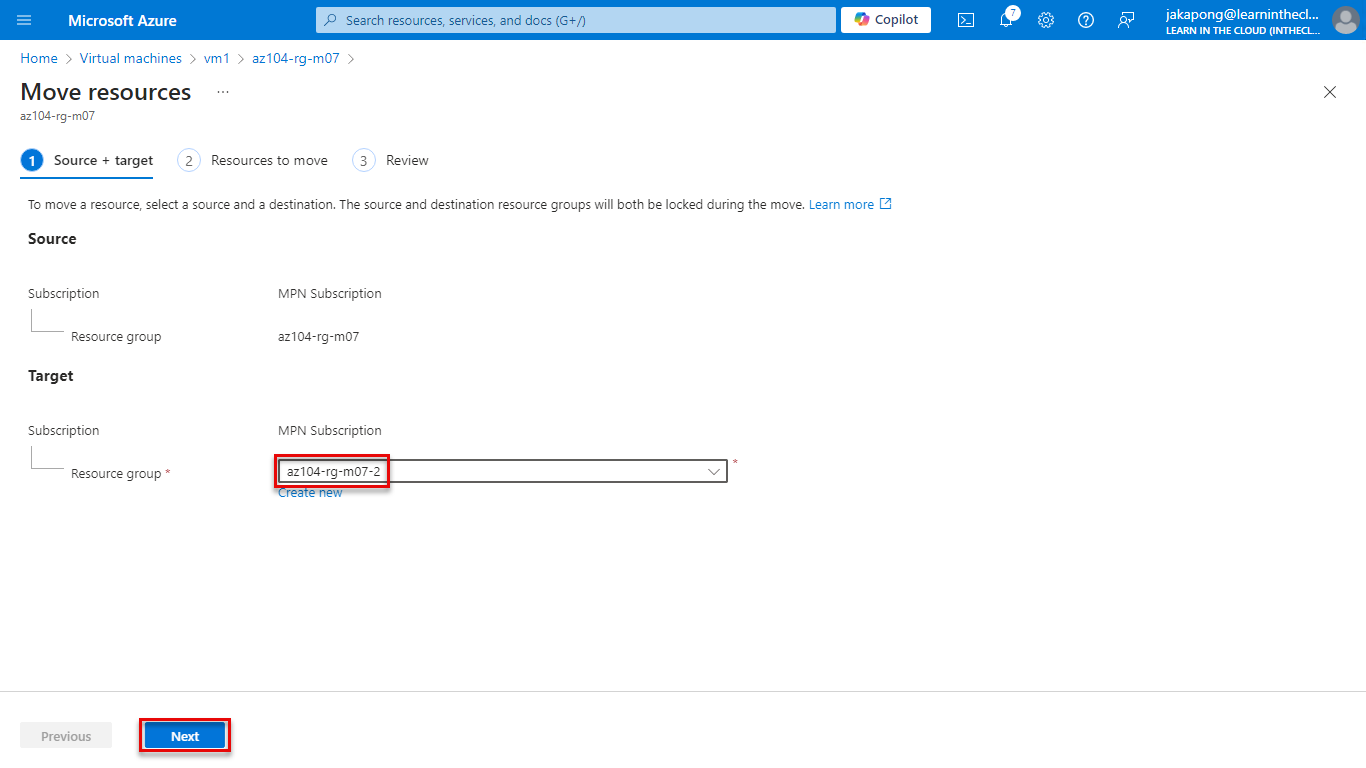 Microsoft Azure
Search resources, services, and docs (G+/)
Copilot
7
jakapong@learninthecl...
LEARN IN THE CLOUD (INTHECL...
Home > Virtual machines > vm1 > az104-rg-m07 >
Move resources ...
az104-rg-m07
1 Source + target 2 Resources to move 3 Review
To move a resource, select a source and a destination. The source and destination resource groups will both be locked during the move. Learn more
Source
Subscription MPN Subscription
Resource group az104-rg-m07
Target
Subscription MPN Subscription
Resource group * az104-rg-m07-2 *
Create new
Previous Next